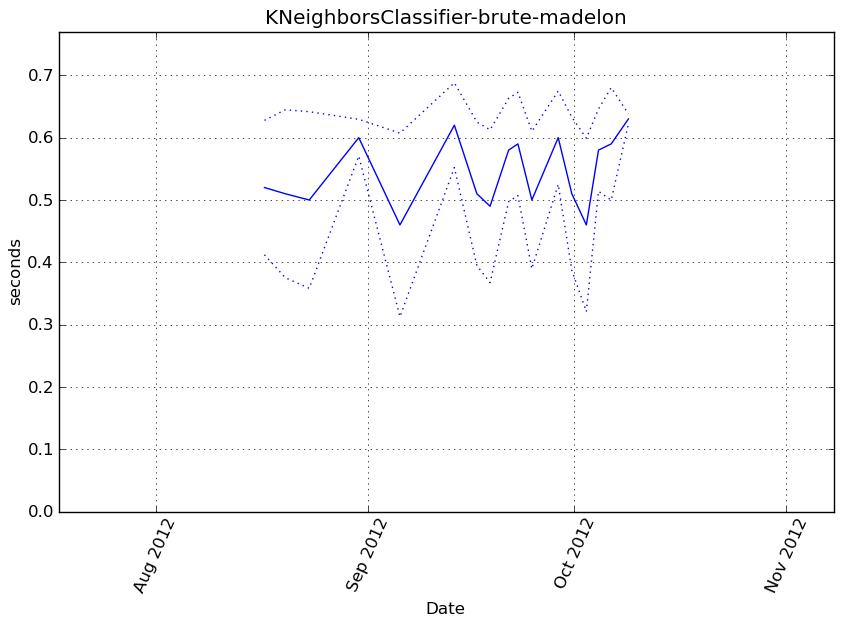 KNeighborsClassifier-brute-madelon
0.7
0.6
0.5
0.4
0.3
0.2
0.1
0.0
seconds
Aug 2012
Sep 2012
Oct 2012
Nov 2012
Date